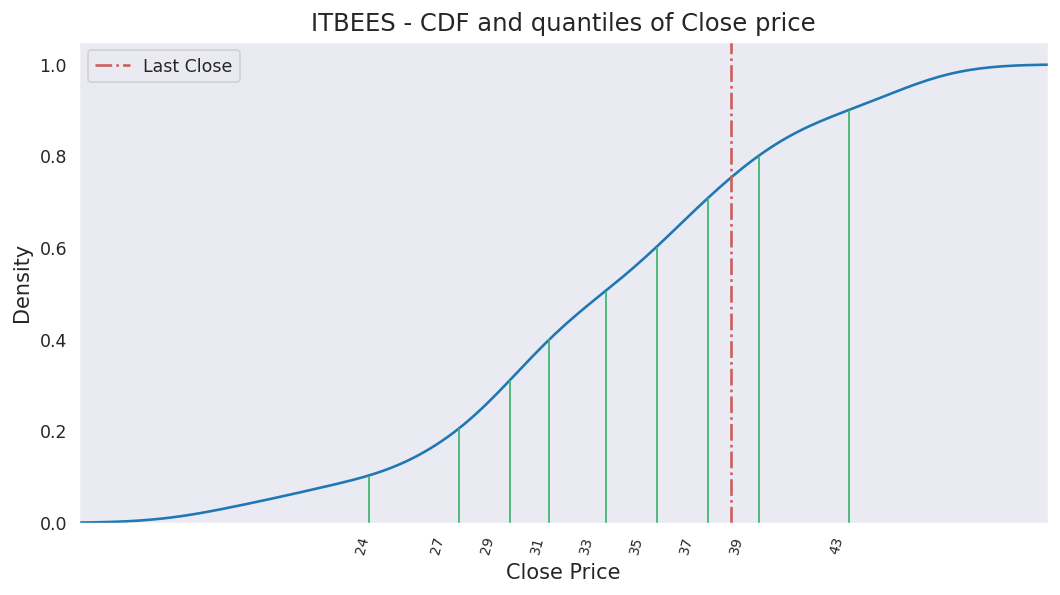 ITBEES - CDF and quantiles of Close price
Last Close
1.0
0.8
0.6
0.4
0.2
0.0
Density
24 27 29 31 33 35 37 39 43
Close Price